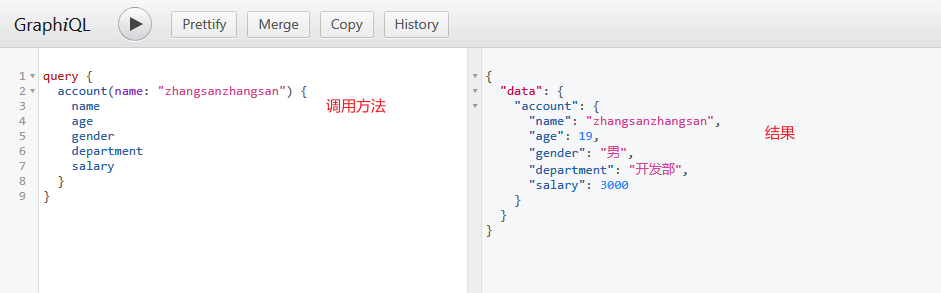 GraphiQL Prettify Merge Copy History
1 query {
2 account(name: "zhangsanzhangsan") {
3 name
4 age
5 gender
6 department
7 salary
8 }
9 }
调用方法
{
"data": {
"account": {
"name": "zhangsanzhangsan",
"age": 19,
"gender": "男",
"department": "开发部",
"salary": 3000
}
}
}
结果